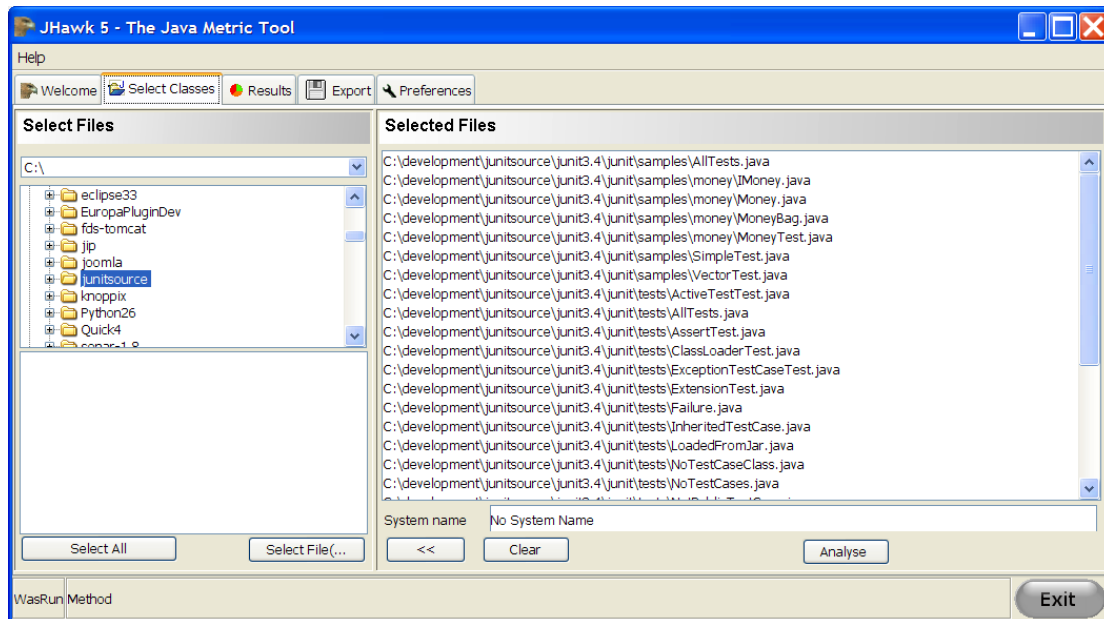 JHawk 5 - The Java Metric Tool
Help
Welcome Select Classes Results Export Preferences
Select Files
C:\
eclipse33
EuropaPluginDev
fds-tomcat
jip
joomla
junitsource
knoppix
Python26
Quick4
sonar-1.8
Select All Select File(...
Selected Files
C:\development\junitsource\junit3.4\junit\samples\AllTests.java
C:\development\junitsource\junit3.4\junit\samples\money\IMoney.java
C:\development\junitsource\junit3.4\junit\samples\money\Money.java
C:\development\junitsource\junit3.4\junit\samples\money\MoneyBag.java
C:\development\junitsource\junit3.4\junit\samples\money\MoneyTest.java
C:\development\junitsource\junit3.4\junit\samples\SimpleTest.java
C:\development\junitsource\junit3.4\junit\samples\VectorTest.java
C:\development\junitsource\junit3.4\junit\tests\ActiveTestTest.java
C:\development\junitsource\junit3.4\junit\tests\AllTests.java
C:\development\junitsource\junit3.4\junit\tests\AssertTest.java
C:\development\junitsource\junit3.4\junit\tests\ClassLoaderTest.java
C:\development\junitsource\junit3.4\junit\tests\ExceptionTestCaseTest.java
C:\development\junitsource\junit3.4\junit\tests\ExtensionTest.java
C:\development\junitsource\junit3.4\junit\tests\Failure.java
C:\development\junitsource\junit3.4\junit\tests\InheritedTestCase.java
C:\development\junitsource\junit3.4\junit\tests\LoadedFromJar.java
C:\development\junitsource\junit3.4\junit\tests\NoTestCaseClass.java
C:\development\junitsource\junit3.4\junit\tests\NoTestCases.java
System name No System Name
<< Clear Analyse
WasRun Method
Exit